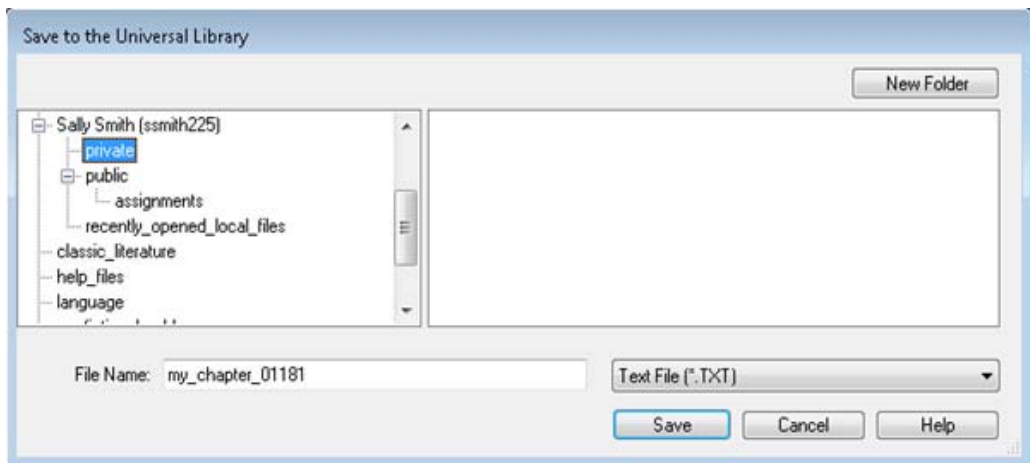 Save to the Universal Library
New Folder
Sally Smith (ssmith225)
private
public
assignments
recently_opened_local_files
classic_literature
help_files
language
File Name: my_chapter_01181 Text File (*.TXT)
Save Cancel Help